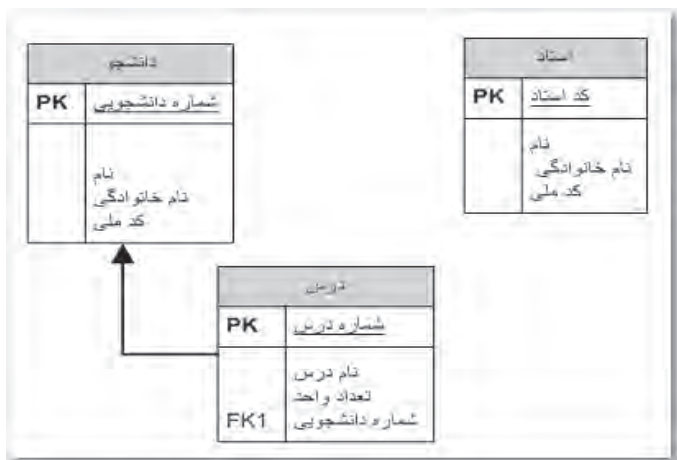 دانشجو
PK شماره دانشجویی
نام
نام خانوادگی
کد ملی
استاد
PK کد استاد
نام
نام خانوادگی
کد ملی
درس
PK شماره درس
نام درس
تعداد واحد
FK1 شماره دانشجویی